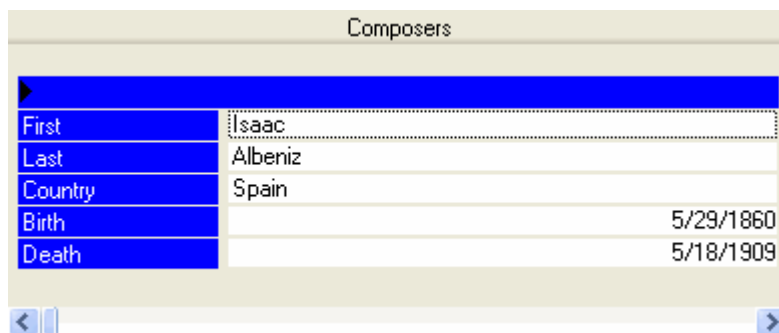 Composers
First Isaac
Last Albeniz
Country Spain
Birth 5/29/1860
Death 5/18/1909